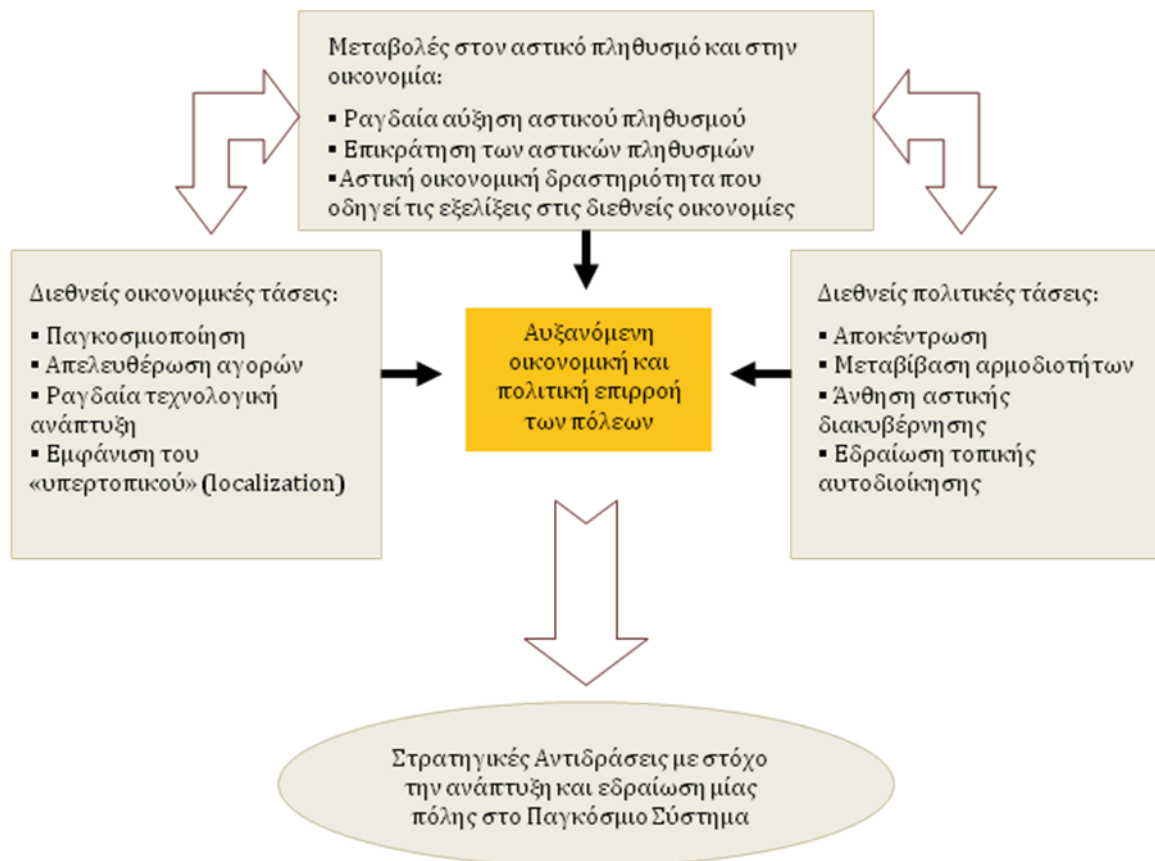 Μεταβολές στον αστικό πληθυσμό και στην
οικονομία:
▪ Ραγδαία αύξηση αστικού πληθυσμού
▪ Επικράτηση των αστικών πληθυσμών
▪Αστική οικονομική δραστηριότητα που
οδηγεί τις εξελίξεις στις διεθνείς οικονομίες
Διεθνείς οικονομικές τάσεις:
▪ Παγκοσμιοποίηση
▪ Απελευθέρωση αγορών
▪ Ραγδαία τεχνολογική
ανάπτυξη
▪ Εμφάνιση του
«υπερτοπικού» (localization)
Αυξανόμενη
οικονομική και
πολιτική επιρροή
των πόλεων
Διεθνείς πολιτικές τάσεις:
▪ Αποκέντρωση
▪ Μεταβίβαση αρμοδιοτήτων
▪ Άνθηση αστικής
διακυβέρνησης
▪ Εδραίωση τοπικής
αυτοδιοίκησης
Στρατηγικές Αντιδράσεις με στόχο
την ανάπτυξη και εδραίωση μίας
πόλης στο Παγκόσμιο Σύστημα